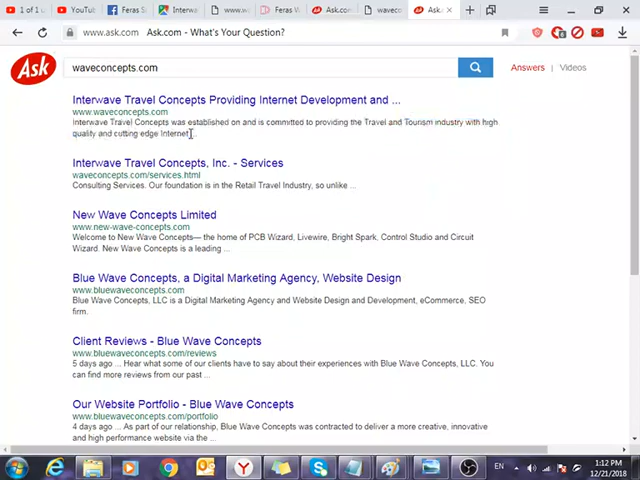 1 of 1 u
YouTu
Feras S
Interwa
www.w
Feras W
Ask.co
waveco
Ask.c
www.ask.com
Ask.com - What's Your Question?
Ask
waveconcepts.com
Answers | Videos
Interwave Travel Concepts Providing Internet Development and ...
www.waveconcepts.com
Interwave Travel Concepts was established on and is committed to providing the Travel and Tourism industry with high
quality and cutting edge Internet ...
Interwave Travel Concepts, Inc. - Services
waveconcepts.com/services.html
Consulting Services. Our foundation is in the Retail Travel Industry, so unlike ...
New Wave Concepts Limited
www.new-wave-concepts.com
Welcome to New Wave Concepts— the home of PCB Wizard, Livewire, Bright Spark, Control Studio and Circuit
Wizard. New Wave Concepts is a leading ...
Blue Wave Concepts, a Digital Marketing Agency, Website Design
www.bluewaveconcepts.com
Blue Wave Concepts, LLC is a Digital Marketing Agency and Website Design and Development, eCommerce, SEO
firm.
Client Reviews - Blue Wave Concepts
www.bluewaveconcepts.com/reviews
5 days ago ... Hear what some of our clients have to say about their experiences with Blue Wave Concepts, LLC. You
can find more reviews from our past ...
Our Website Portfolio - Blue Wave Concepts
www.bluewaveconcepts.com/portfolio
4 days ago ... As part of our relationship, Blue Wave Concepts was contracted to deliver a more creative, innovative
and high performance website via the ...
EN
1:12 PM
12/21/2018